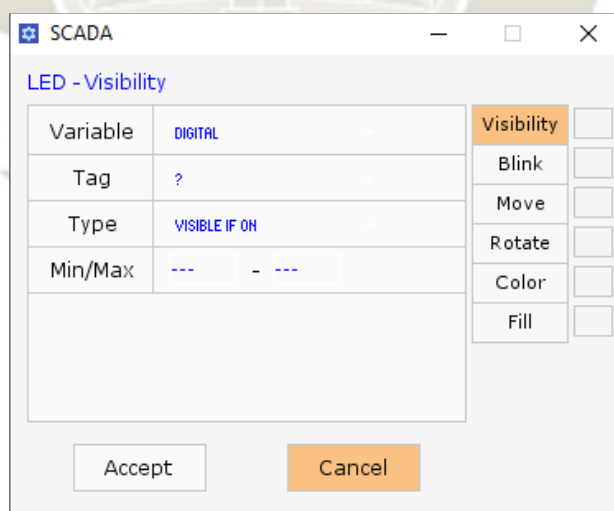 SCADA
LED - Visibility
Variable DIGITAL
Tag ?
Type VISIBLE IF ON
Min/Max --- - ---
Visibility
Blink
Move
Rotate
Color
Fill
Accept Cancel